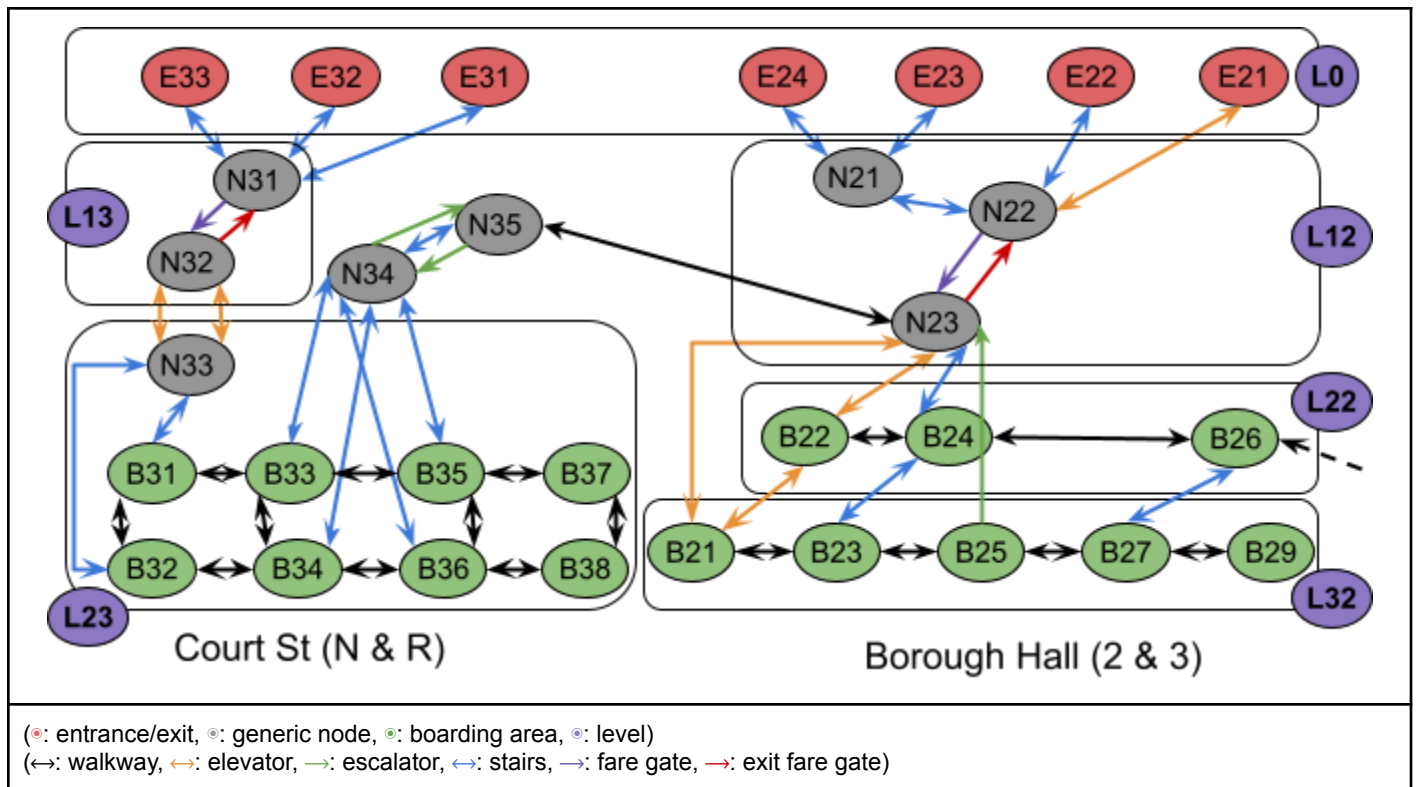 E33 E32 E31 E24 E23 E22 E21 L0
N31 N21
L13 N35 N22 L12
N32 N34
N23
N33
L22
B22 B24 B26
B31 B33 B35 B37
B21 B23 B25 B27 B29
B32 B34 B36 B38
L23 L32
Court St (N & R) Borough Hall (2 & 3)
(: entrance/exit, : generic node, : boarding area, : level)
(↔: walkway, ↔: elevator, →: escalator, ↔: stairs, →: fare gate, →: exit fare gate)